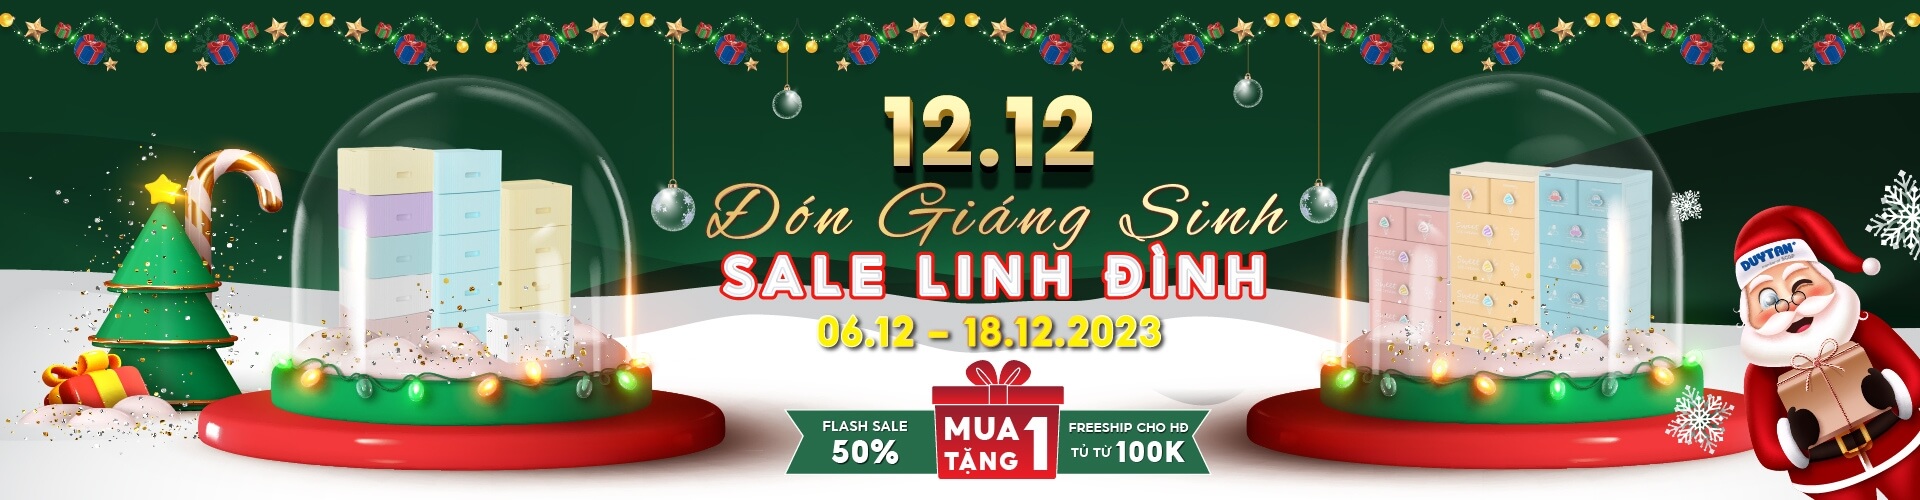 12.12
Đón Giáng Sinh
SALE LINH ĐÌNH
06.12 – 18.12.2023
FLASH SALE
50%
MUA 1
TẶNG
FREESHIP CHO HĐ
TỦ TỪ 100K
DUYTAN